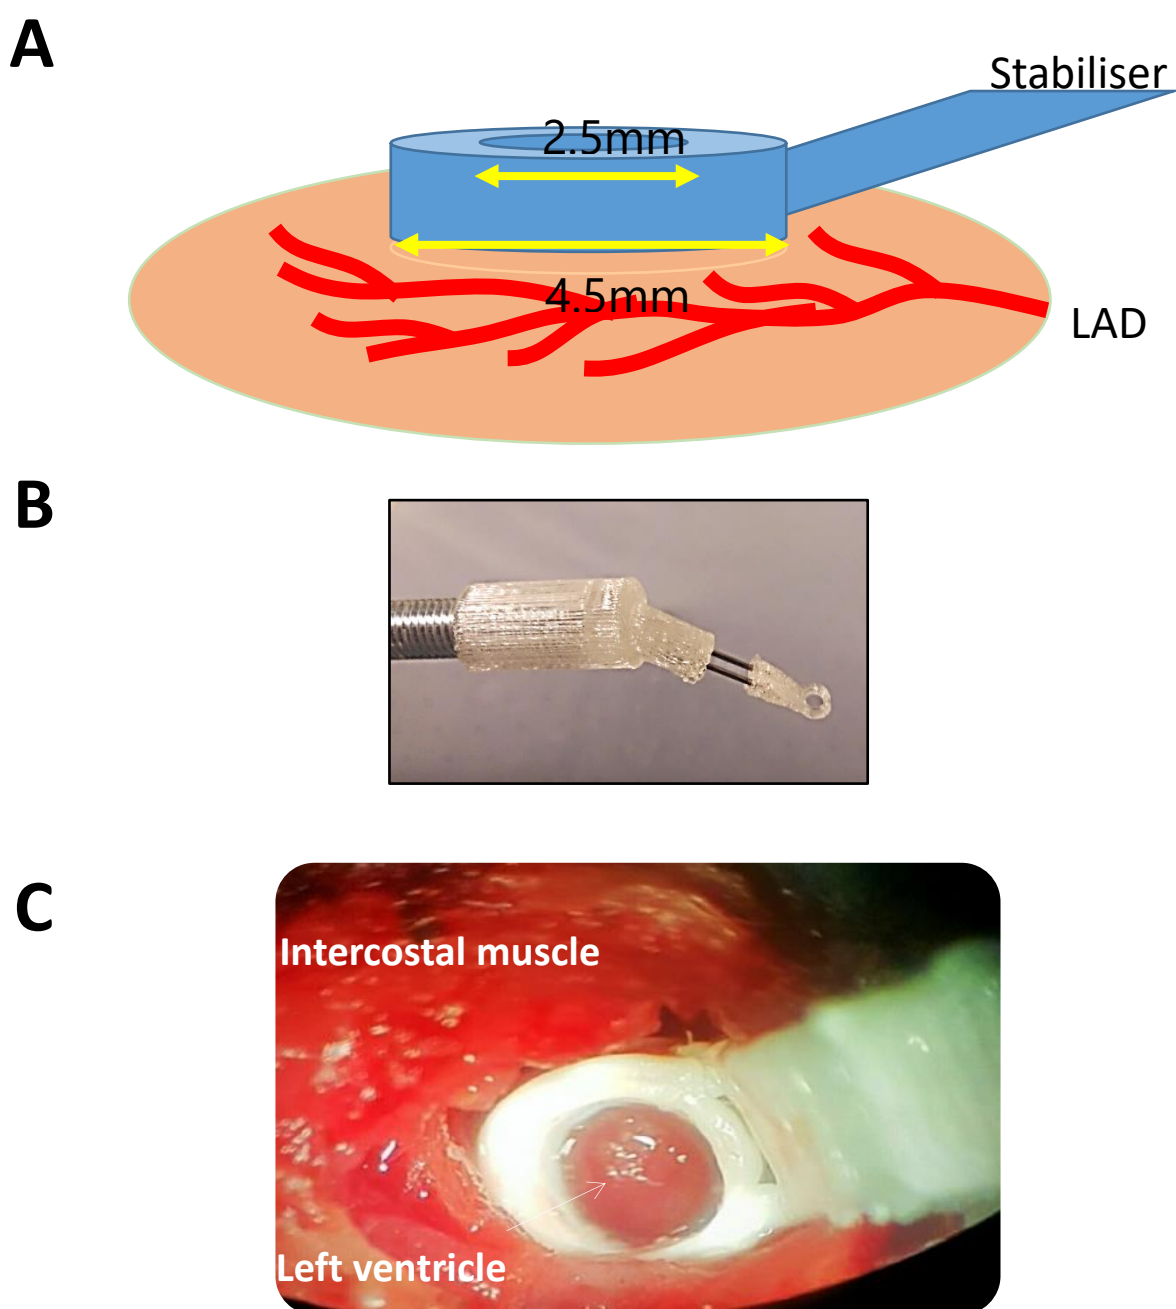 A
Stabiliser
2.5mm
4.5mm
LAD
B
C
Intercostal muscle
Left ventricle